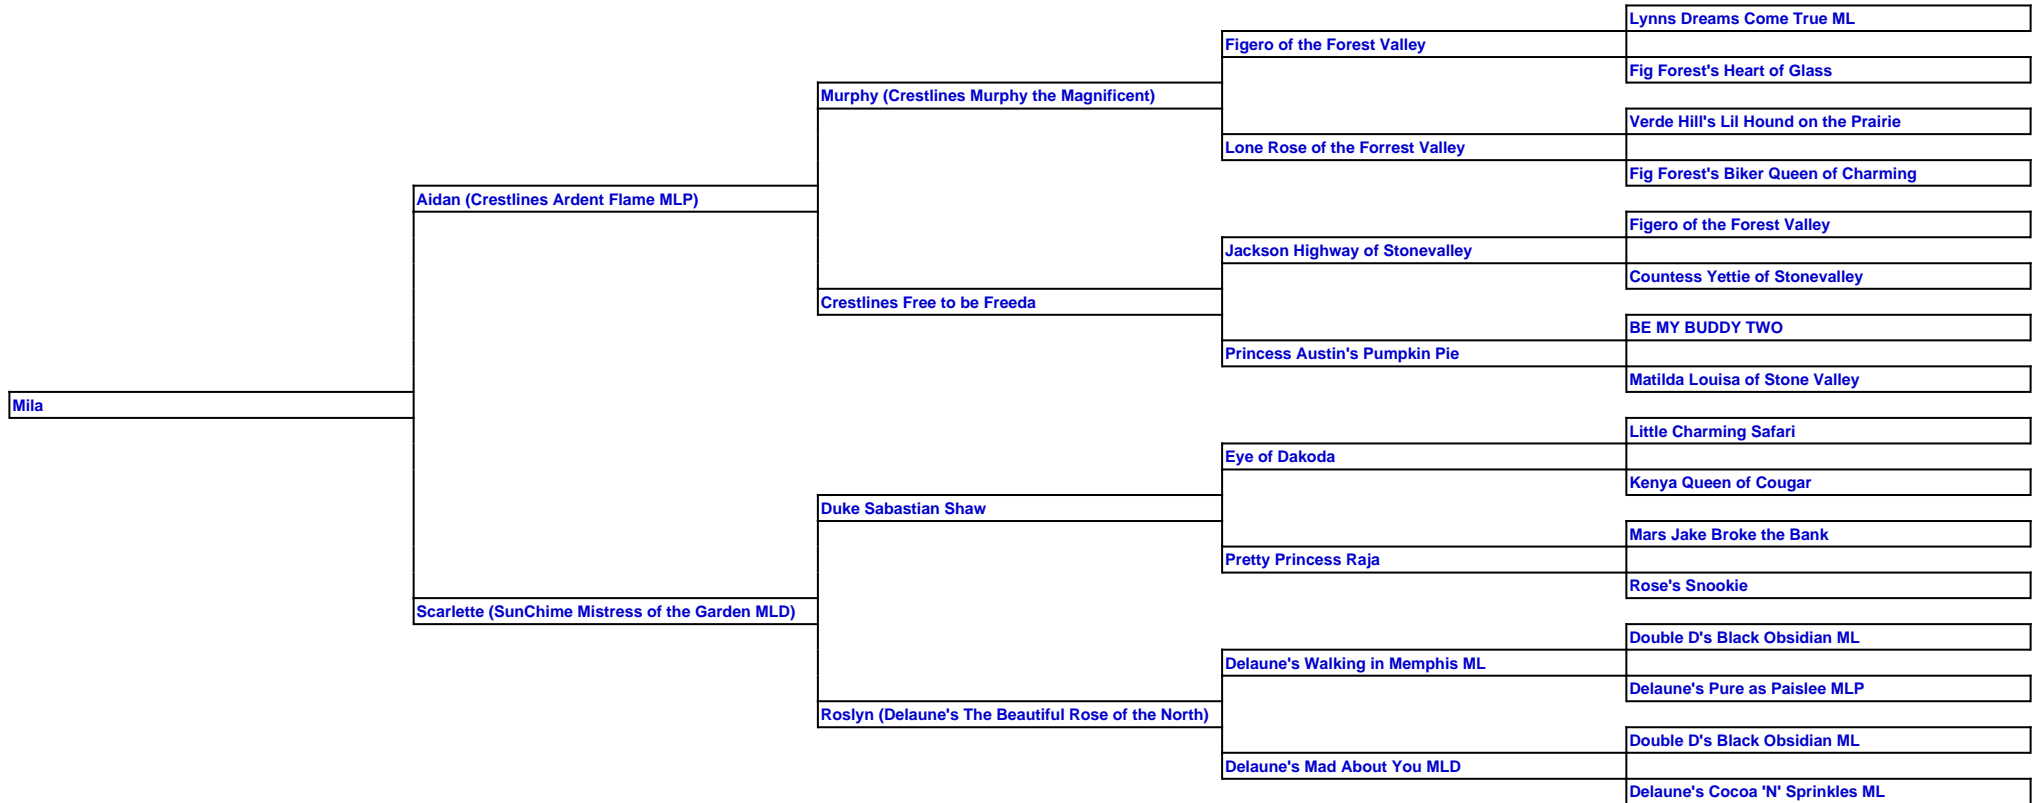 Lynns Dreams Come True ML
Figero of the Forest Valley
Fig Forest's Heart of Glass
Murphy (Crestlines Murphy the Magnificent)
Verde Hill's Lil Hound on the Prairie
Lone Rose of the Forrest Valley
Fig Forest's Biker Queen of Charming
Aidan (Crestlines Ardent Flame MLP)
Figero of the Forest Valley
Jackson Highway of Stonevalley
Countess Yettie of Stonevalley
Crestlines Free to be Freeda
BE MY BUDDY TWO
Princess Austin's Pumpkin Pie
Matilda Louisa of Stone Valley
Mila
Little Charming Safari
Eye of Dakoda
Kenya Queen of Cougar
Duke Sabastian Shaw
Mars Jake Broke the Bank
Pretty Princess Raja
Rose's Snookie
Scarlette (SunChime Mistress of the Garden MLD)
Double D's Black Obsidian ML
Delaune's Walking in Memphis ML
Delaune's Pure as Paislee MLP
Roslyn (Delaune's The Beautiful Rose of the North)
Double D's Black Obsidian ML
Delaune's Mad About You MLD
Delaune's Cocoa 'N' Sprinkles ML